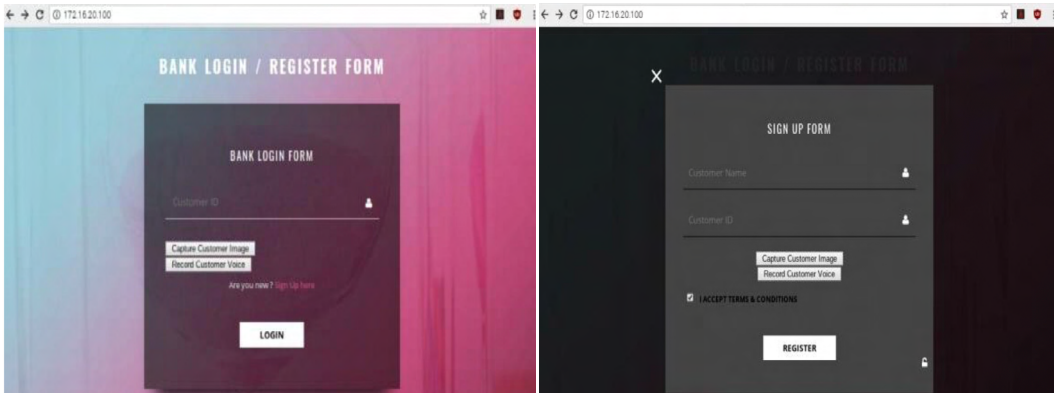 172.16.20.100
BANK LOGIN / REGISTER FORM
BANK LOGIN FORM
Customer ID
Capture Customer Image
Record Customer Voice
Are you new ? Sign Up here
LOGIN
172.16.20.100
BANK LOGIN / REGISTER FORM
SIGN UP FORM
Customer Name
Customer ID
Capture Customer Image
Record Customer Voice
I ACCEPT TERMS & CONDITIONS
REGISTER